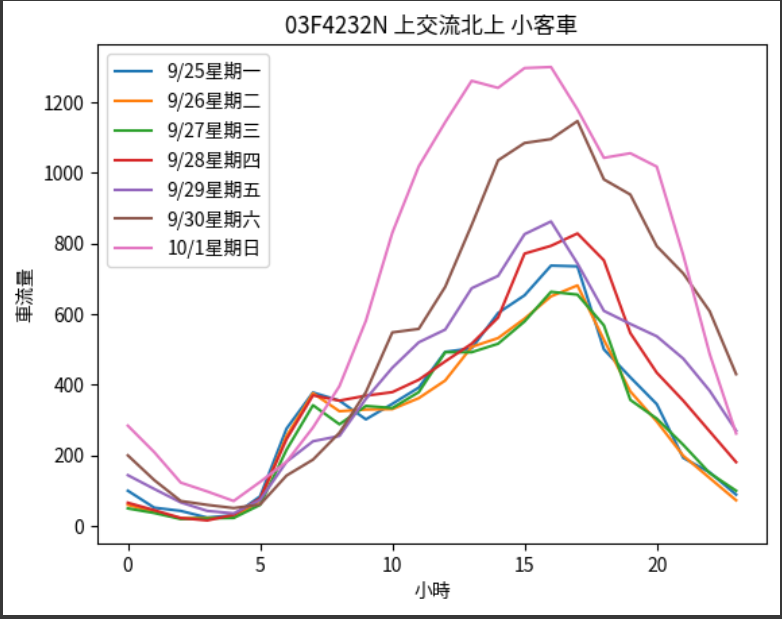 03F4232N 上交流北上 小客車
9/25星期一
9/26星期二
9/27星期三
9/28星期四
9/29星期五
9/30星期六
10/1星期日
車流量
1200
1000
800
600
400
200
0
0 5 10 15 20
小時